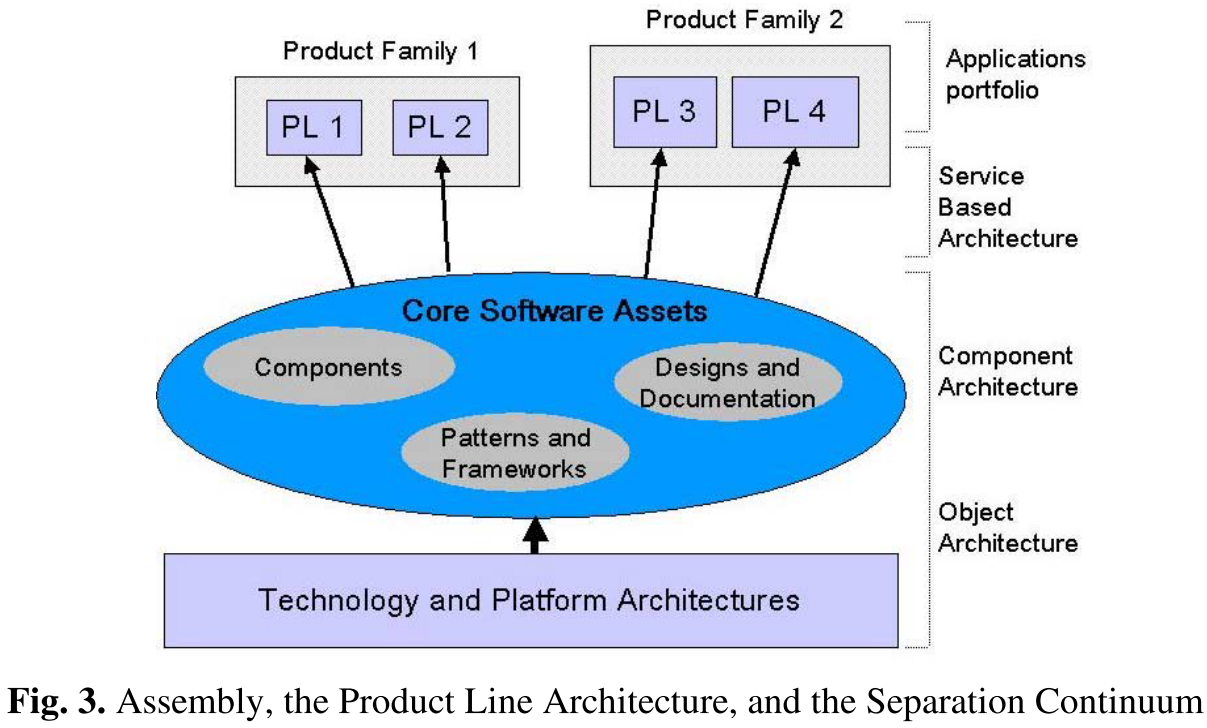 Product Family 1
Product Family 2
PL 1
PL 2
PL 3
PL 4
Applications
portfolio
Service
Based
Architecture
Core Software Assets
Components
Designs and
Documentation
Patterns and
Frameworks
Component
Architecture
Object
Architecture
Technology and Platform Architectures
Fig. 3. Assembly, the Product Line Architecture, and the Separation Continuum